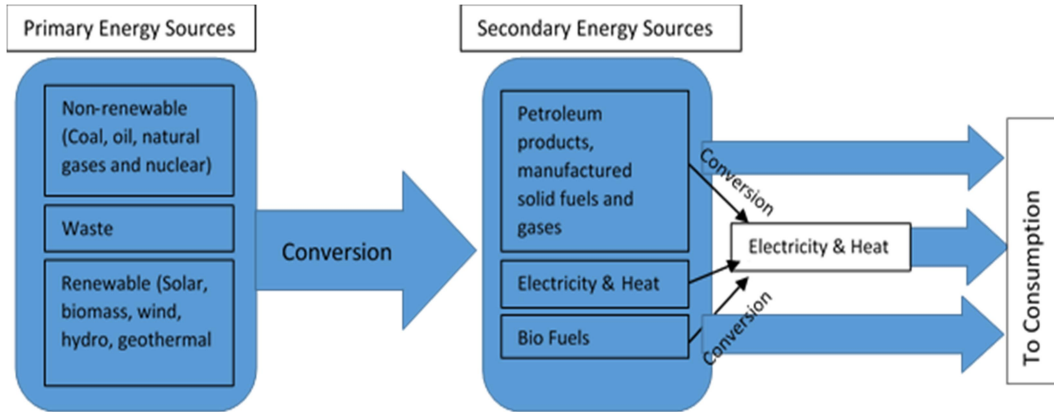 Primary Energy Sources
Non-renewable
(Coal, oil, natural
gases and nuclear)
Waste
Renewable (Solar,
biomass, wind,
hydro, geothermal
Conversion
Secondary Energy Sources
Petroleum
products,
manufactured
solid fuels and
gases
Electricity & Heat
Bio Fuels
Conversion
Electricity & Heat
Conversion
To Consumption